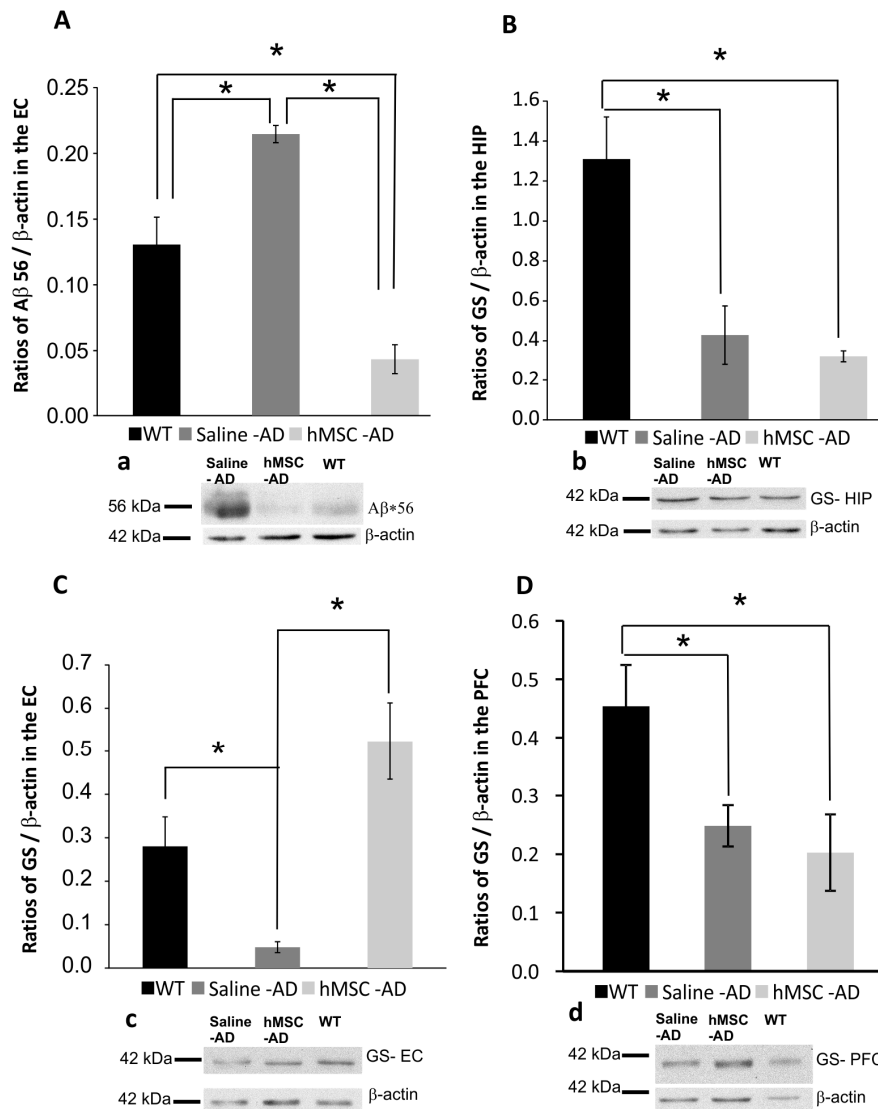 A
*
*
*
Ratios of Aβ 56 / β-actin in the EC
0.25
0.20
0.15
0.10
0.05
0.00
WT Saline -AD hMSC -AD
a
Saline - AD
hMSC -AD
WT
56 kDa
Aβ*56
42 kDa
β-actin
B
*
*
Ratios of GS / β-actin in the HIP
1.6
1.4
1.2
1.0
0.8
0.6
0.4
0.2
0.0
WT Saline -AD hMSC -AD
b
Saline -AD
hMSC -AD
WT
42 kDa
GS- HIP
42 kDa
β-actin
C
*
*
Ratios of GS / β-actin in the EC
0.7
0.6
0.5
0.4
0.3
0.2
0.1
0.0
WT Saline -AD hMSC -AD
c
Saline -AD
hMSC -AD
WT
42 kDa
GS- EC
42 kDa
β-actin
D
*
*
Ratios of GS / β-actin in the PFC
0.6
0.5
0.4
0.3
0.2
0.1
0.0
WT Saline -AD hMSC -AD
d
Saline -AD
hMSC -AD
WT
42 kDa
GS- PFC
42 kDa
β-actin